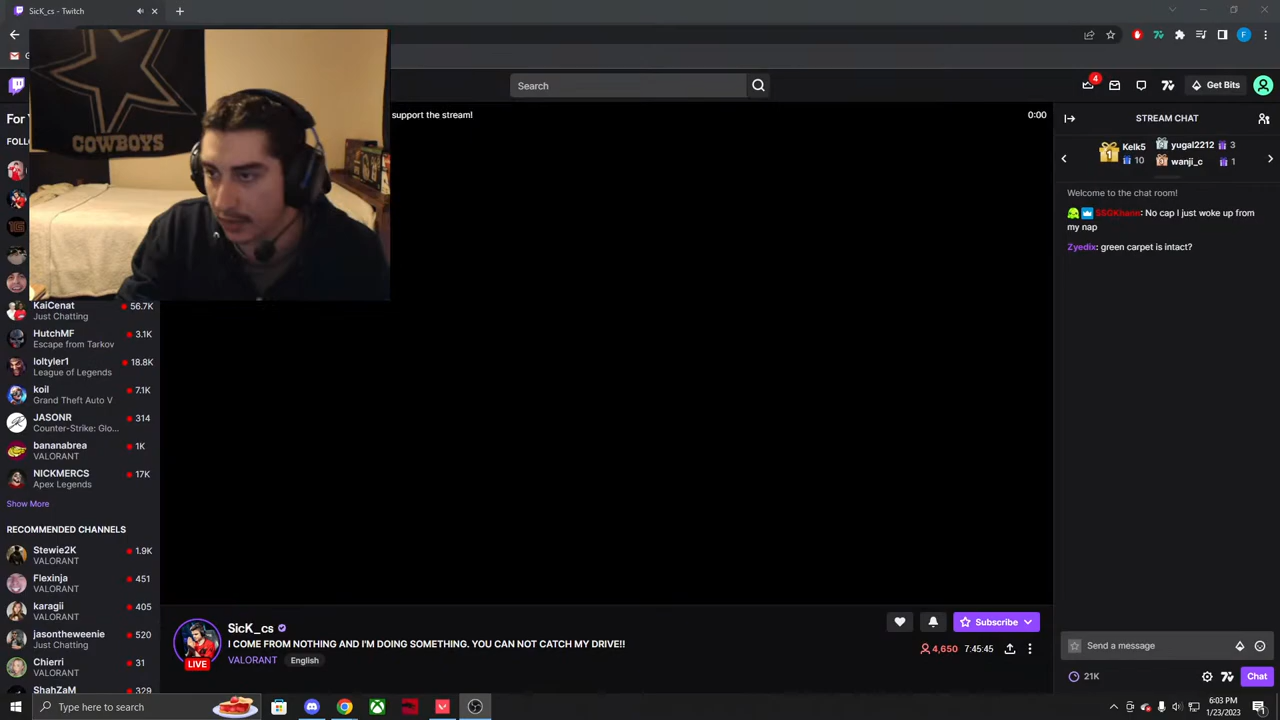 SicK_cs - Twitch
Search
4
Get Bits
COWBOYS
For
FOLL
support the stream!
0:00
STREAM CHAT
Kelk5
10
yugal2212 3
wanji_c 1
Welcome to the chat room!
SSGKhane: No cap I just woke up from
my nap
Zyedix: green carpet is intact?
KaiCenat 56.7K
Just Chatting
HutchMF 3.1K
Escape from Tarkov
loltyler1 18.8K
League of Legends
koil 7.1K
Grand Theft Auto V
JASONR 314
Counter-Strike: Glo...
bananabrea 1K
VALORANT
NICKMERCS 17K
Apex Legends
Show More
RECOMMENDED CHANNELS
Stewie2K 1.9K
VALORANT
Flexinja 451
VALORANT
karagii 405
VALORANT
jasontheweenie 520
Just Chatting
Chierri 31
VALORANT
ShahZaM 329
SicK_cs
I COME FROM NOTHING AND I'M DOING SOMETHING. YOU CAN NOT CATCH MY DRIVE!!
VALORANT English
LIVE
Subscribe
4,650 7:45:45
Send a message
21K
Chat
Type here to search
6:03 PM
1/23/2023